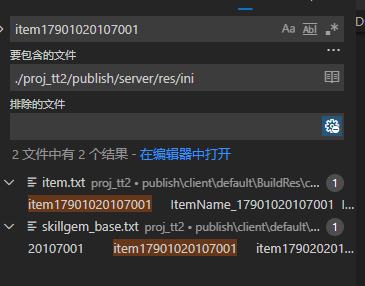 item17901020107001 Aa Abl .*
要包含的文件 ...
./proj_tt2/publish/server/res/ini
排除的文件
2 文件中有 2 个结果 - 在编辑器中打开
item.txt proj_tt2 • publish\client\default\BuildRes\c... 1
item17901020107001 ItemName_17901020107001 I...
skillgem_base.txt proj_tt2 • publish\client\default\... 1
20107001 item17901020107001 item179020201...